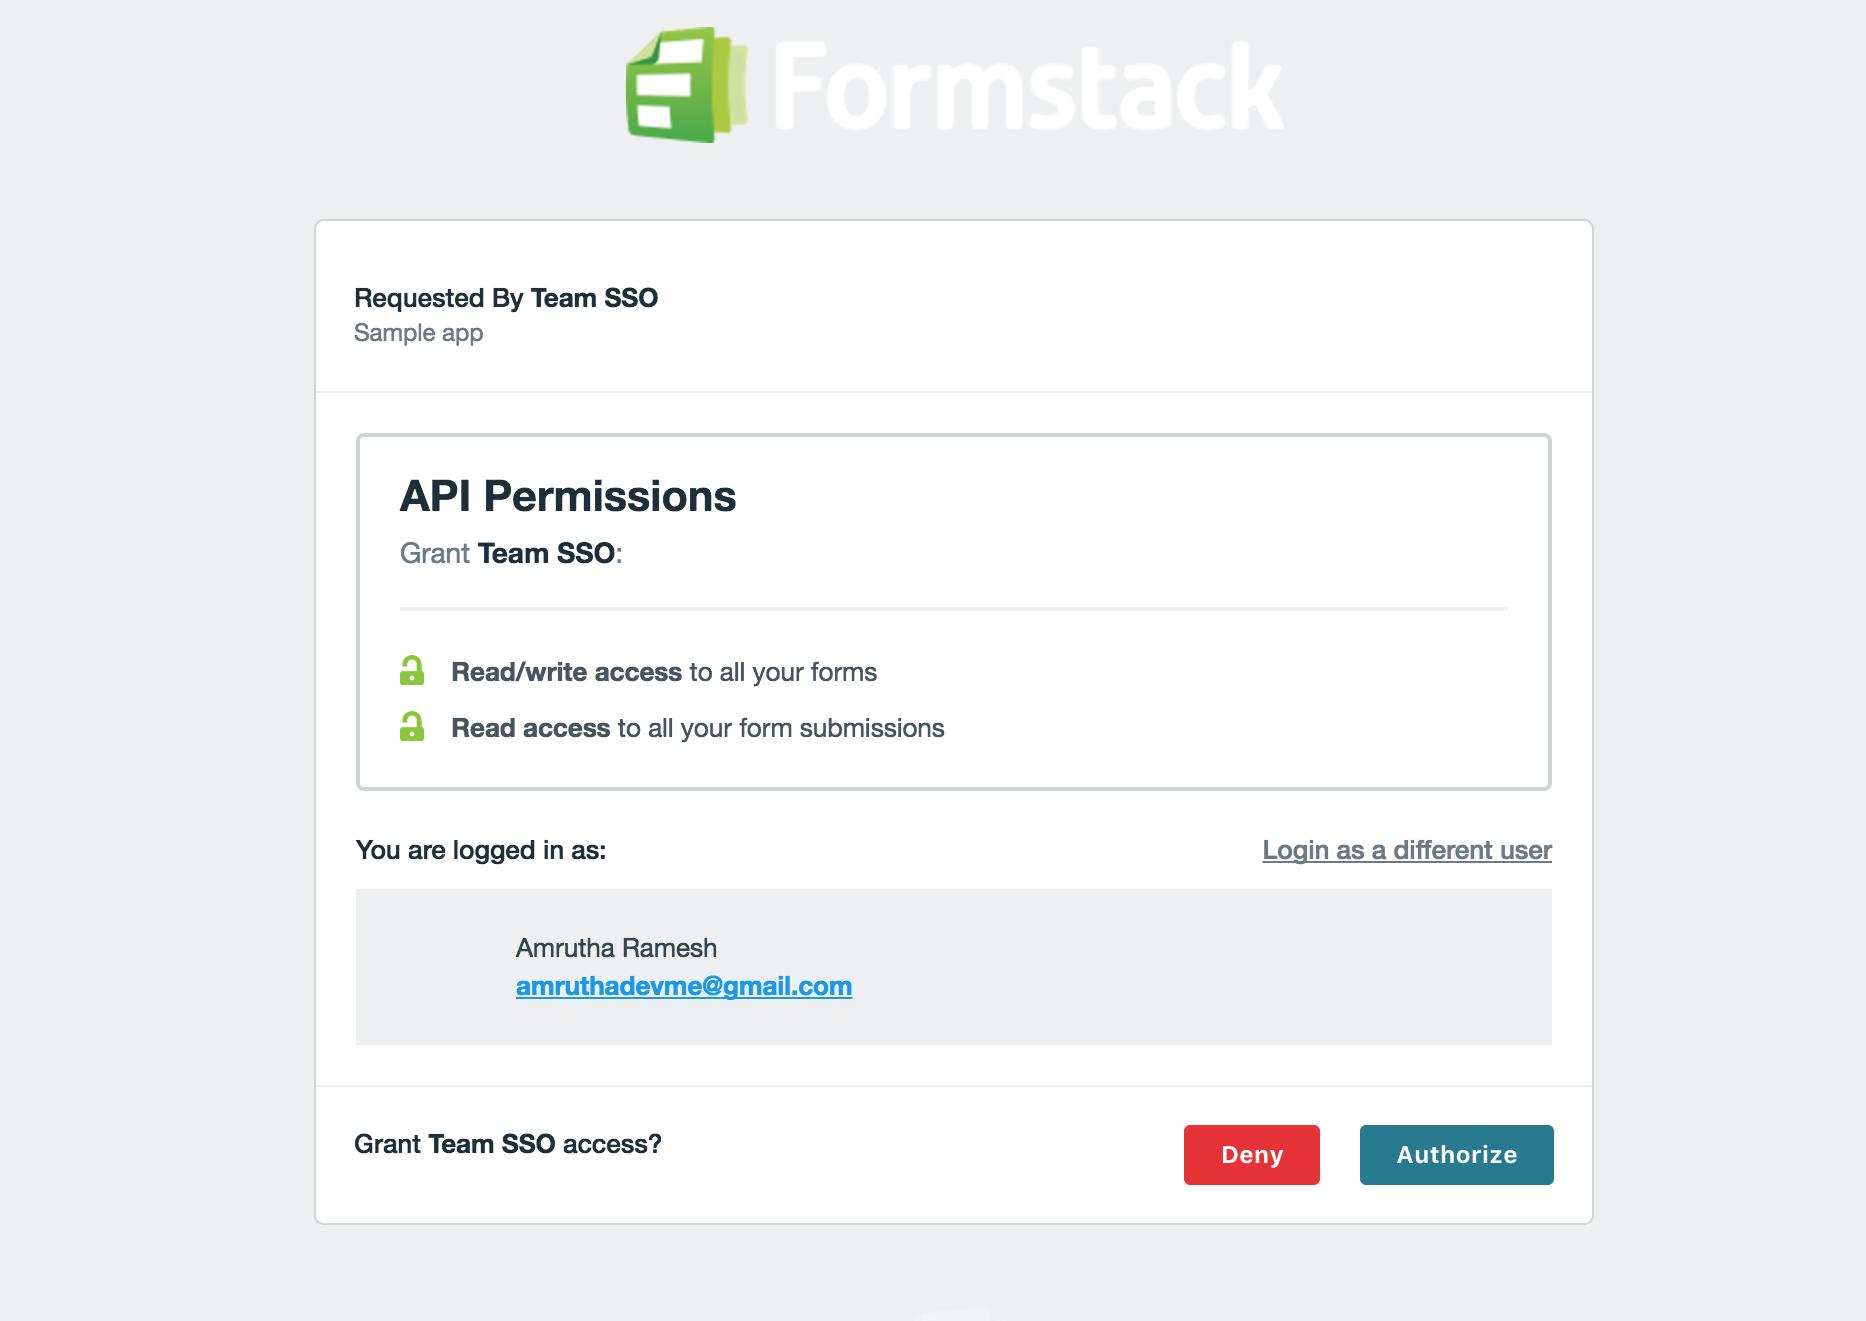 Formstack
Requested By Team SSO
Sample app
API Permissions
Grant Team SSO:
Read/write access to all your forms
Read access to all your form submissions
You are logged in as:
Login as a different user
Amrutha Ramesh
amruthadevme@gmail.com
Grant Team SSO access?
Deny
Authorize